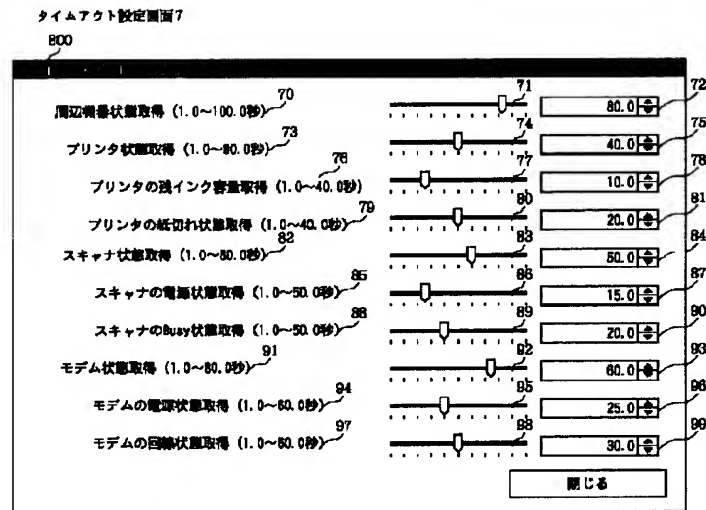 タイムアウト設定画面7
800
周辺機器状態取得 (1.0～100.0秒) 70 71 80.0 72
プリンタ状態取得 (1.0～80.0秒) 73 74 40.0 75
プリンタの残インク容量取得 (1.0～40.0秒) 76 77 10.0 78
プリンタの紙切れ状態取得 (1.0～40.0秒) 79 80 20.0 81
スキャナ状態取得 (1.0～80.0秒) 82 83 50.0 84
スキャナの電源状態取得 (1.0～50.0秒) 85 86 15.0 87
スキャナのBusy状態取得 (1.0～50.0秒) 88 89 20.0 90
モデム状態取得 (1.0～80.0秒) 91 92 60.0 93
モデムの電源状態取得 (1.0～60.0秒) 94 95 25.0 96
モデムの回線状態取得 (1.0～60.0秒) 97 98 30.0 99
閉じる